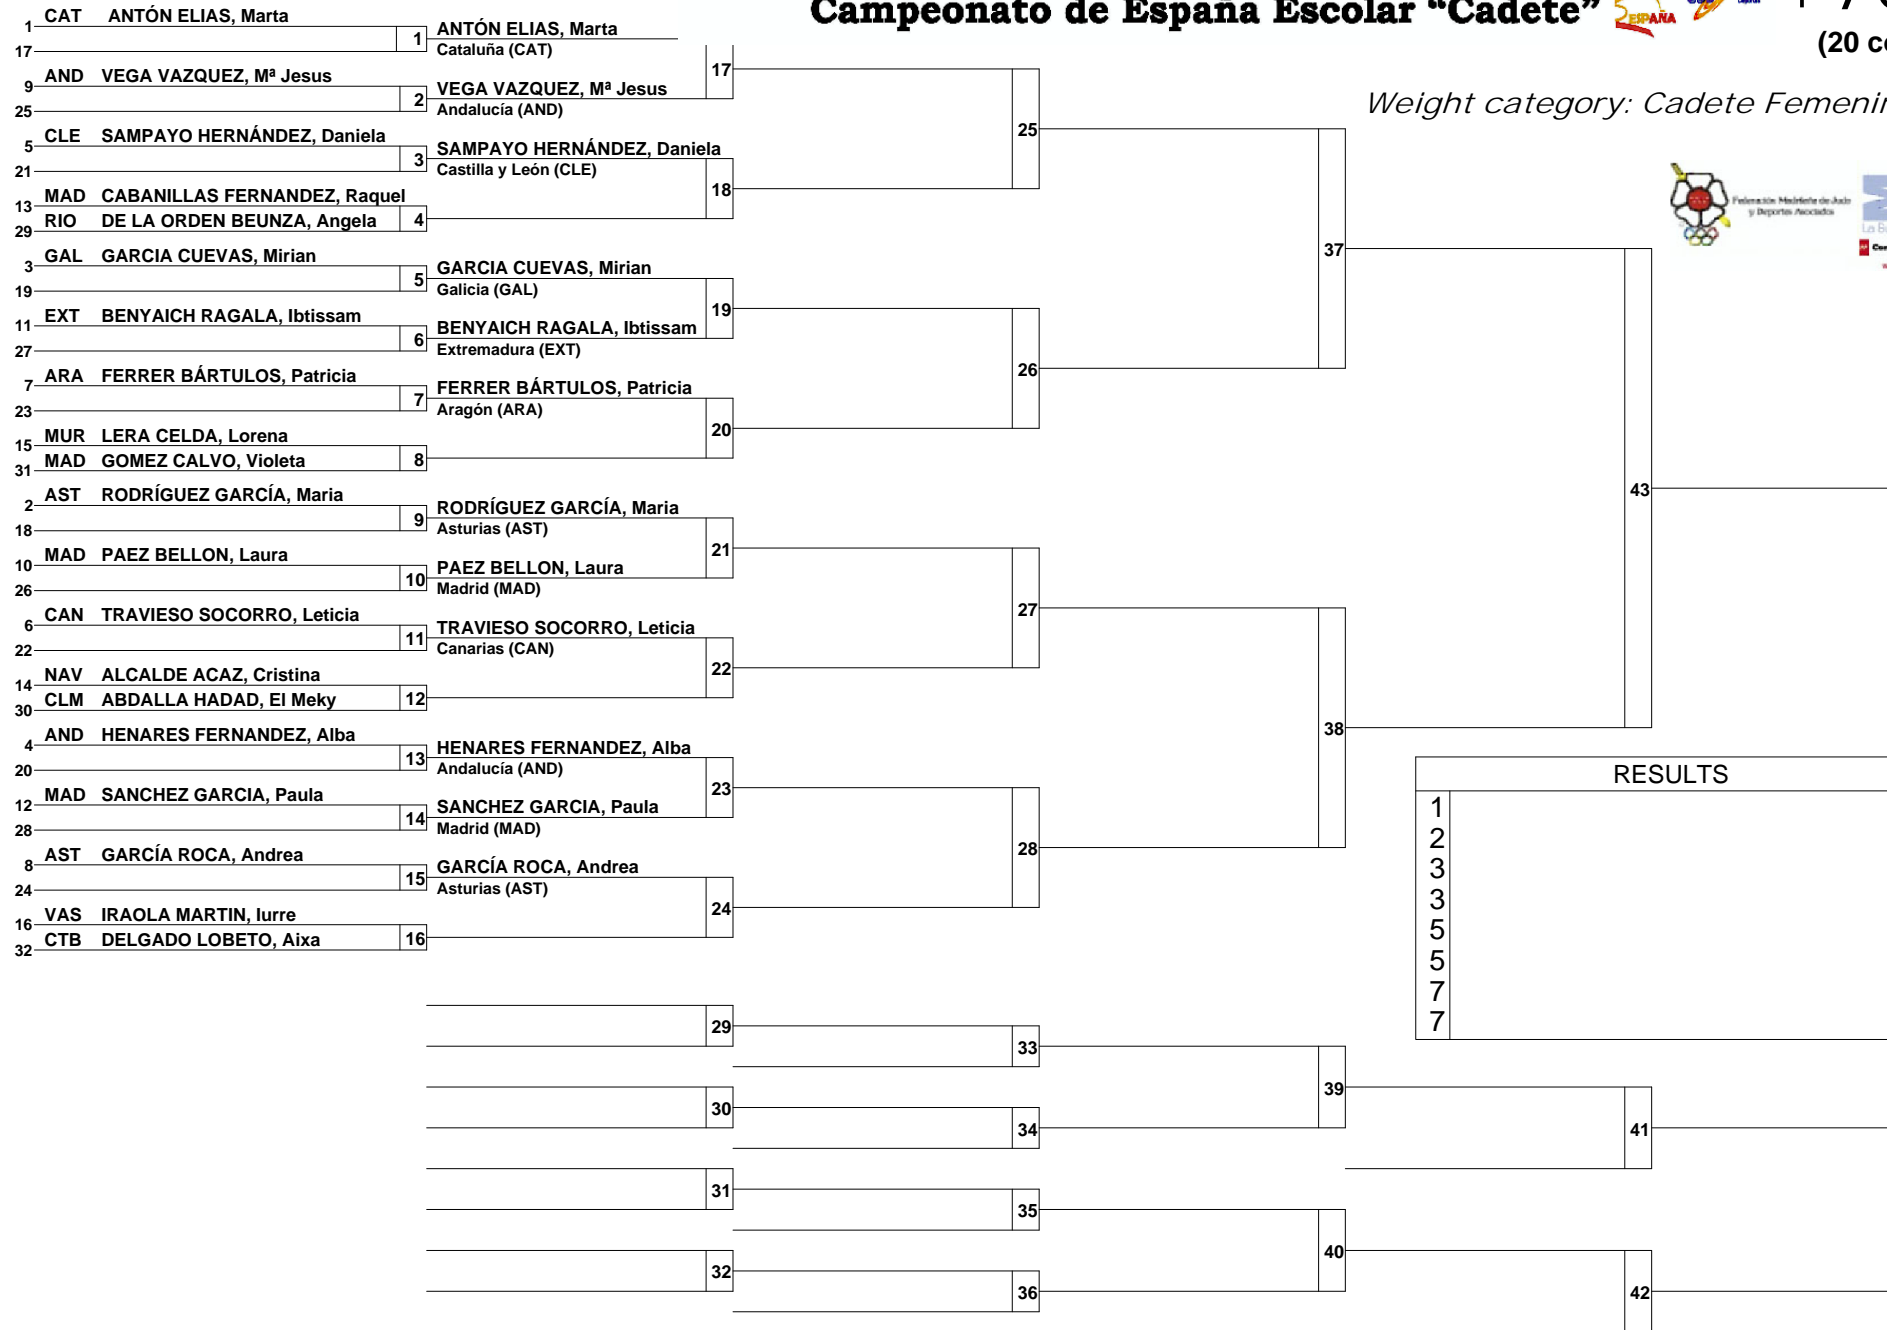 Campeonato de España Escolar “Cadete”
ESPAÑA
(20 c
Weight category: Cadete Femeni
Federación Madrileña de Judo
y Deportes Asociados
1 CAT ANTÓN ELIAS, Marta
17
1 ANTÓN ELIAS, Marta
Cataluña (CAT)
9 AND VEGA VAZQUEZ, Mª Jesus
25
2 VEGA VAZQUEZ, Mª Jesus
Andalucía (AND)
17
5 CLE SAMPAYO HERNÁNDEZ, Daniela
21
3 SAMPAYO HERNÁNDEZ, Daniela
Castilla y León (CLE)
13 MAD CABANILLAS FERNANDEZ, Raquel
29 RIO DE LA ORDEN BEUNZA, Angela
4
18
25
3 GAL GARCIA CUEVAS, Mirian
19
5 GARCIA CUEVAS, Mirian
Galicia (GAL)
11 EXT BENYAICH RAGALA, Ibtissam
27
6 BENYAICH RAGALA, Ibtissam
Extremadura (EXT)
19
7 ARA FERRER BÁRTULOS, Patricia
23
7 FERRER BÁRTULOS, Patricia
Aragón (ARA)
15 MUR LERA CELDA, Lorena
31 MAD GOMEZ CALVO, Violeta
8
20
26
37
2 AST RODRÍGUEZ GARCÍA, Maria
18
9 RODRÍGUEZ GARCÍA, Maria
Asturias (AST)
10 MAD PAEZ BELLON, Laura
26
10 PAEZ BELLON, Laura
Madrid (MAD)
21
6 CAN TRAVIESO SOCORRO, Leticia
22
11 TRAVIESO SOCORRO, Leticia
Canarias (CAN)
14 NAV ALCALDE ACAZ, Cristina
30 CLM ABDALLA HADAD, El Meky
12
22
27
4 AND HENARES FERNANDEZ, Alba
20
13 HENARES FERNANDEZ, Alba
Andalucía (AND)
12 MAD SANCHEZ GARCIA, Paula
28
14 SANCHEZ GARCIA, Paula
Madrid (MAD)
23
8 AST GARCÍA ROCA, Andrea
24
15 GARCÍA ROCA, Andrea
Asturias (AST)
16 VAS IRAOLA MARTIN, Iurre
32 CTB DELGADO LOBETO, Aixa
16
24
28
38
43
RESULTS
1
2
3
3
5
5
7
7
29
33
30
34
39
41
31
35
32
36
40
42